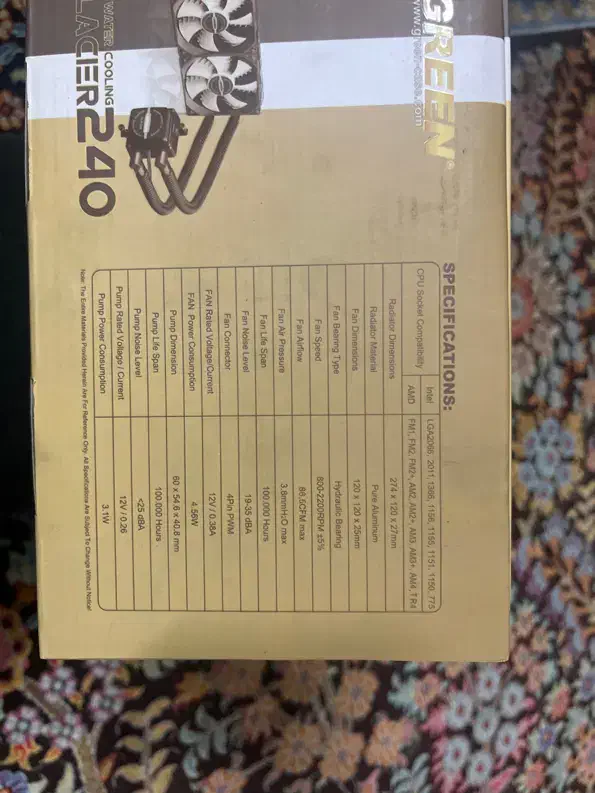 GREEN®
www.green-case.com
WATER COOLING
LACIER 240
SPECIFICATIONS:
CPU Socket Compatibility Intel LGA2066, 2011, 1366, 1156, 1155, 1151, 1150, 775
AMD FM1, FM2, FM2+, AM2, AM2+, AM3, AM3+, AM4, TR4
Radiator Dimensions 274 x 120 x 27mm
Radiator Material Pure Aluminum
Fan Dimensions 120 x 120 x 25mm
Fan Bearing Type Hydraulic Bearing
Fan Speed 800-2200RPM ±5%
Fan Airflow 86.5CFM max
Fan Air Pressure 3.8mmH2O max
Fan Life Span 100.000 Hours
Fan Noise Level 19-35 dBA
Fan Connector 4Pin PWM
FAN Rated Voltage/Current 12V / 0.38A
FAN Power Consumption 4.56W
Pump Dimension 60 x 54.6 x 40.8 mm
Pump Life Span 100.000 Hours
Pump Noise Level <25 dBA
Pump Rated Voltage / Current 12V / 0.26
Pump Power Consumption 3.1W
Note: The Entire Materials Provided Herein Are For Reference Only. All Specifications Are Subject To Change Without Notice!